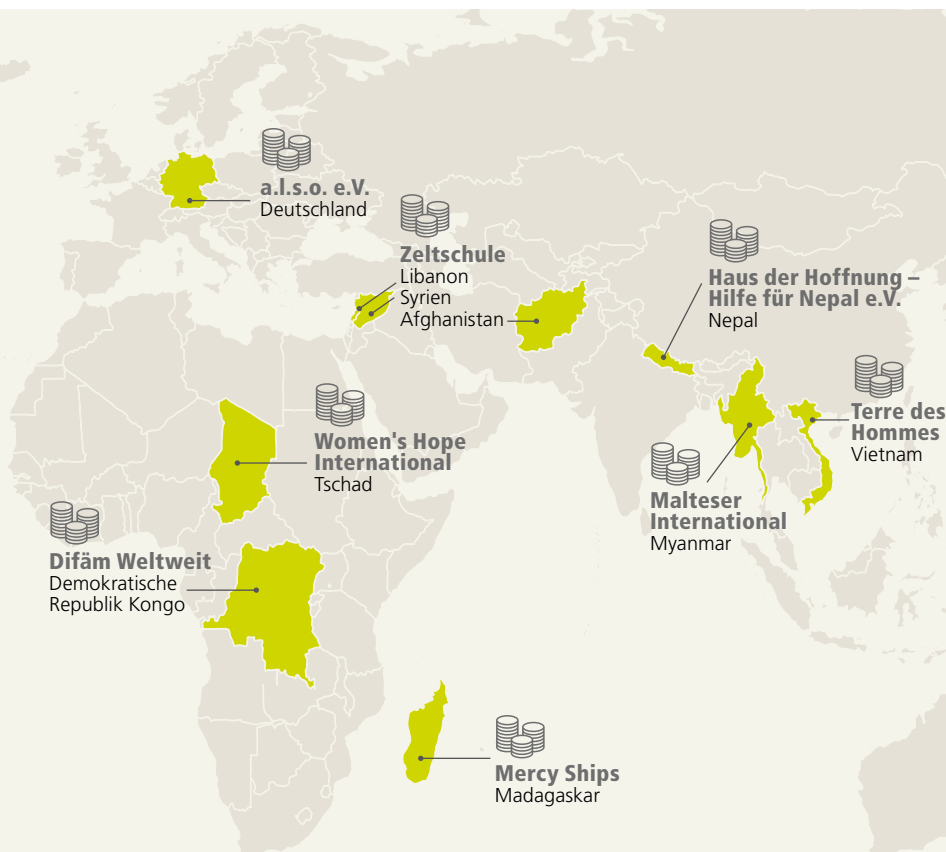 a.l.s.o. e.V.
Deutschland
Zeltschule
Libanon
Syrien
Afghanistan
Haus der Hoffnung –
Hilfe für Nepal e.V.
Nepal
Terre des
Hommes
Vietnam
Women's Hope
International
Tschad
Malteser
International
Myanmar
Difäm Weltweit
Demokratische
Republik Kongo
Mercy Ships
Madagaskar